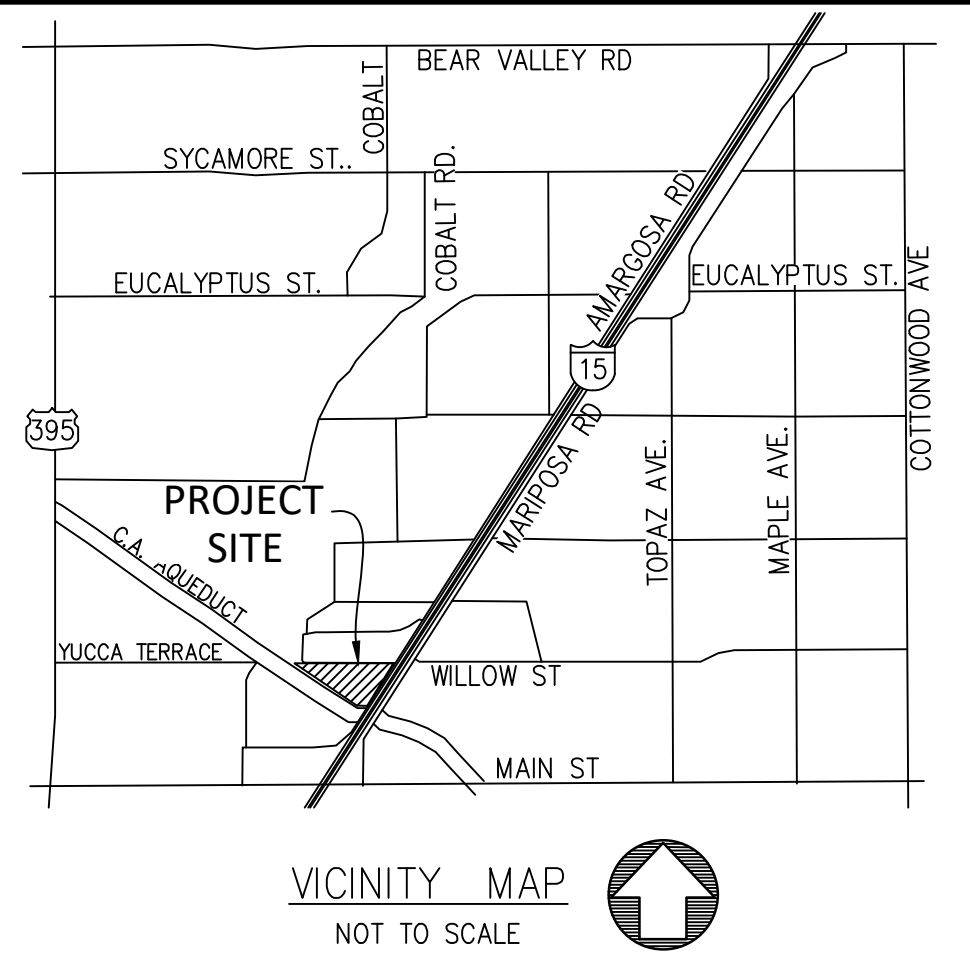 BEAR VALLEY RD
COBALT
SYCAMORE ST..
COBALT RD.
AMARGOSA RD
EUCALYPTUS ST.
EUCALYPTUS ST.
COTTONWOOD AVE
15
395
MARIPOSA RD
TOPAZ AVE.
MAPLE AVE.
PROJECT
SITE
C.A. AQUEDUCT
YUCCA TERRACE
WILLOW ST
MAIN ST
VICINITY MAP
NOT TO SCALE